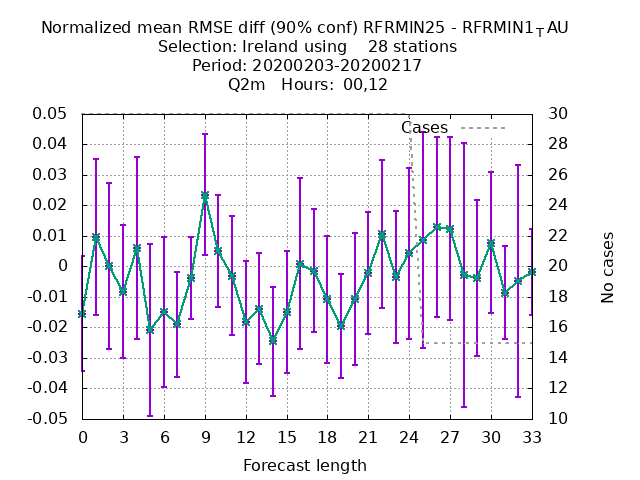 Normalized mean RMSE diff (90% conf) RFRMIN25 - RFRMIN1TAU
Selection: Ireland using    28 stations
Period: 20200203-20200217
Q2m   Hours:  00,12
Cases
0.05
0.04
0.03
0.02
0.01
0
-0.01
-0.02
-0.03
-0.04
-0.05
30
28
26
24
22
20
18
16
14
12
10
No cases
0 3 6 9 12 15 18 21 24 27 30 33
Forecast length